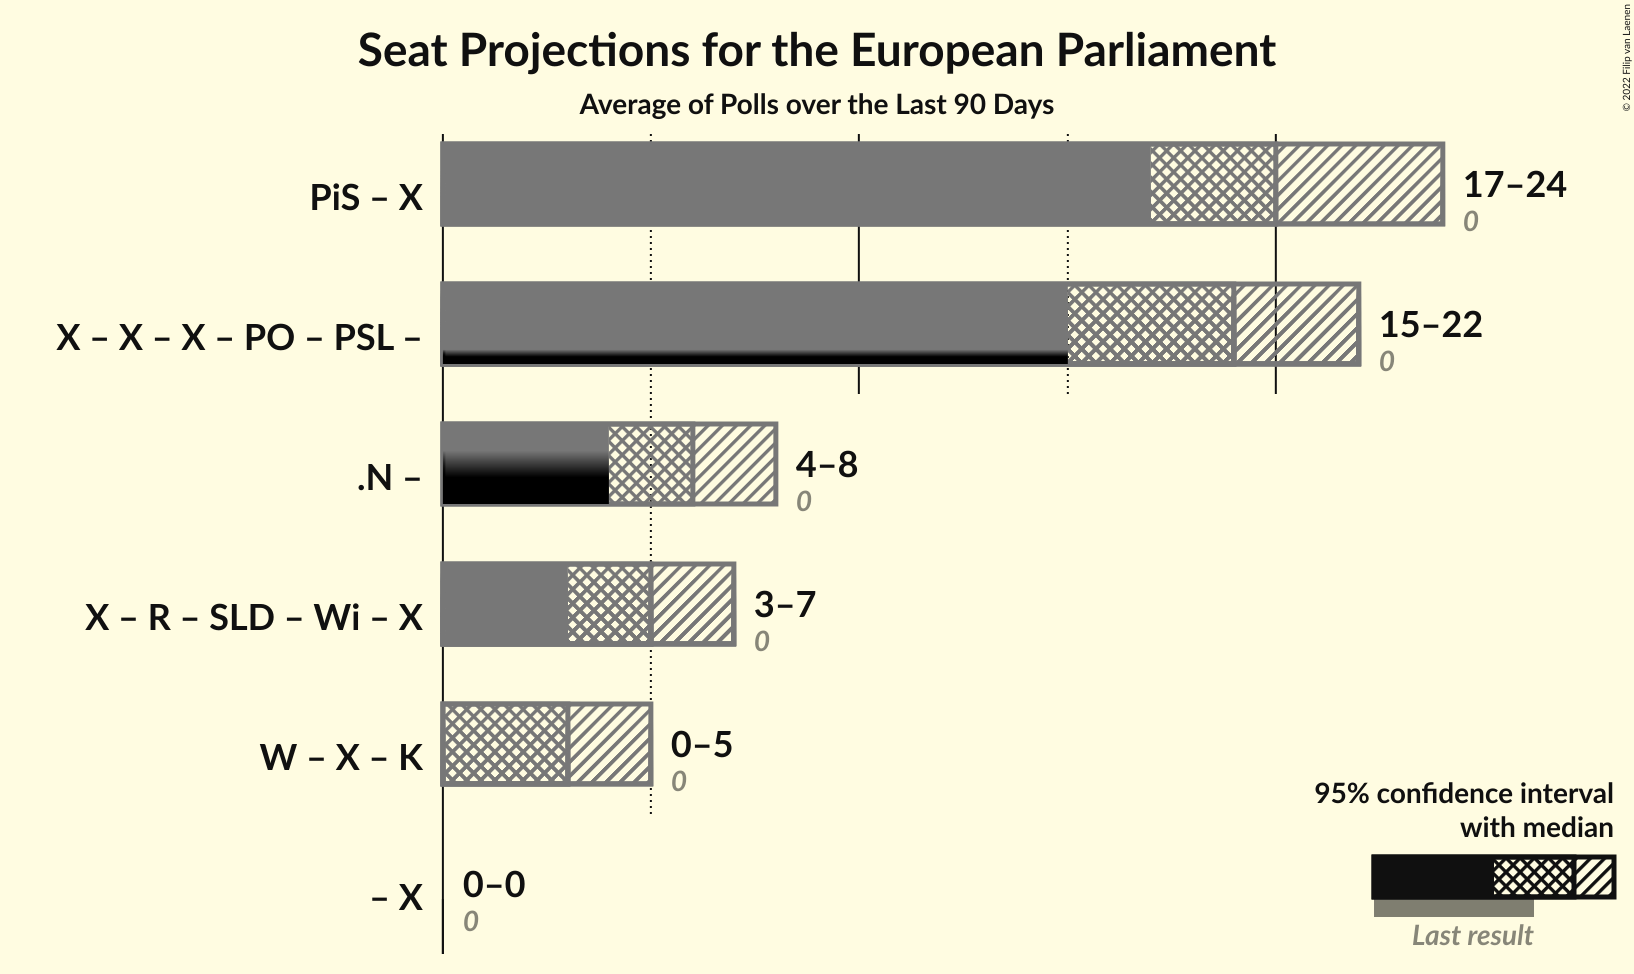 Seat Projections for the European Parliament
Average of Polls over the Last 90 Days
© 2022 Filip van Laenen
PiS – X
17–24
0
X – X – X – PO – PSL –
15–22
0
.N –
4–8
0
X – R – SLD – Wi – X
3–7
0
W – X – K
0–5
0
– X
0–0
0
95% confidence interval
with median
Last result